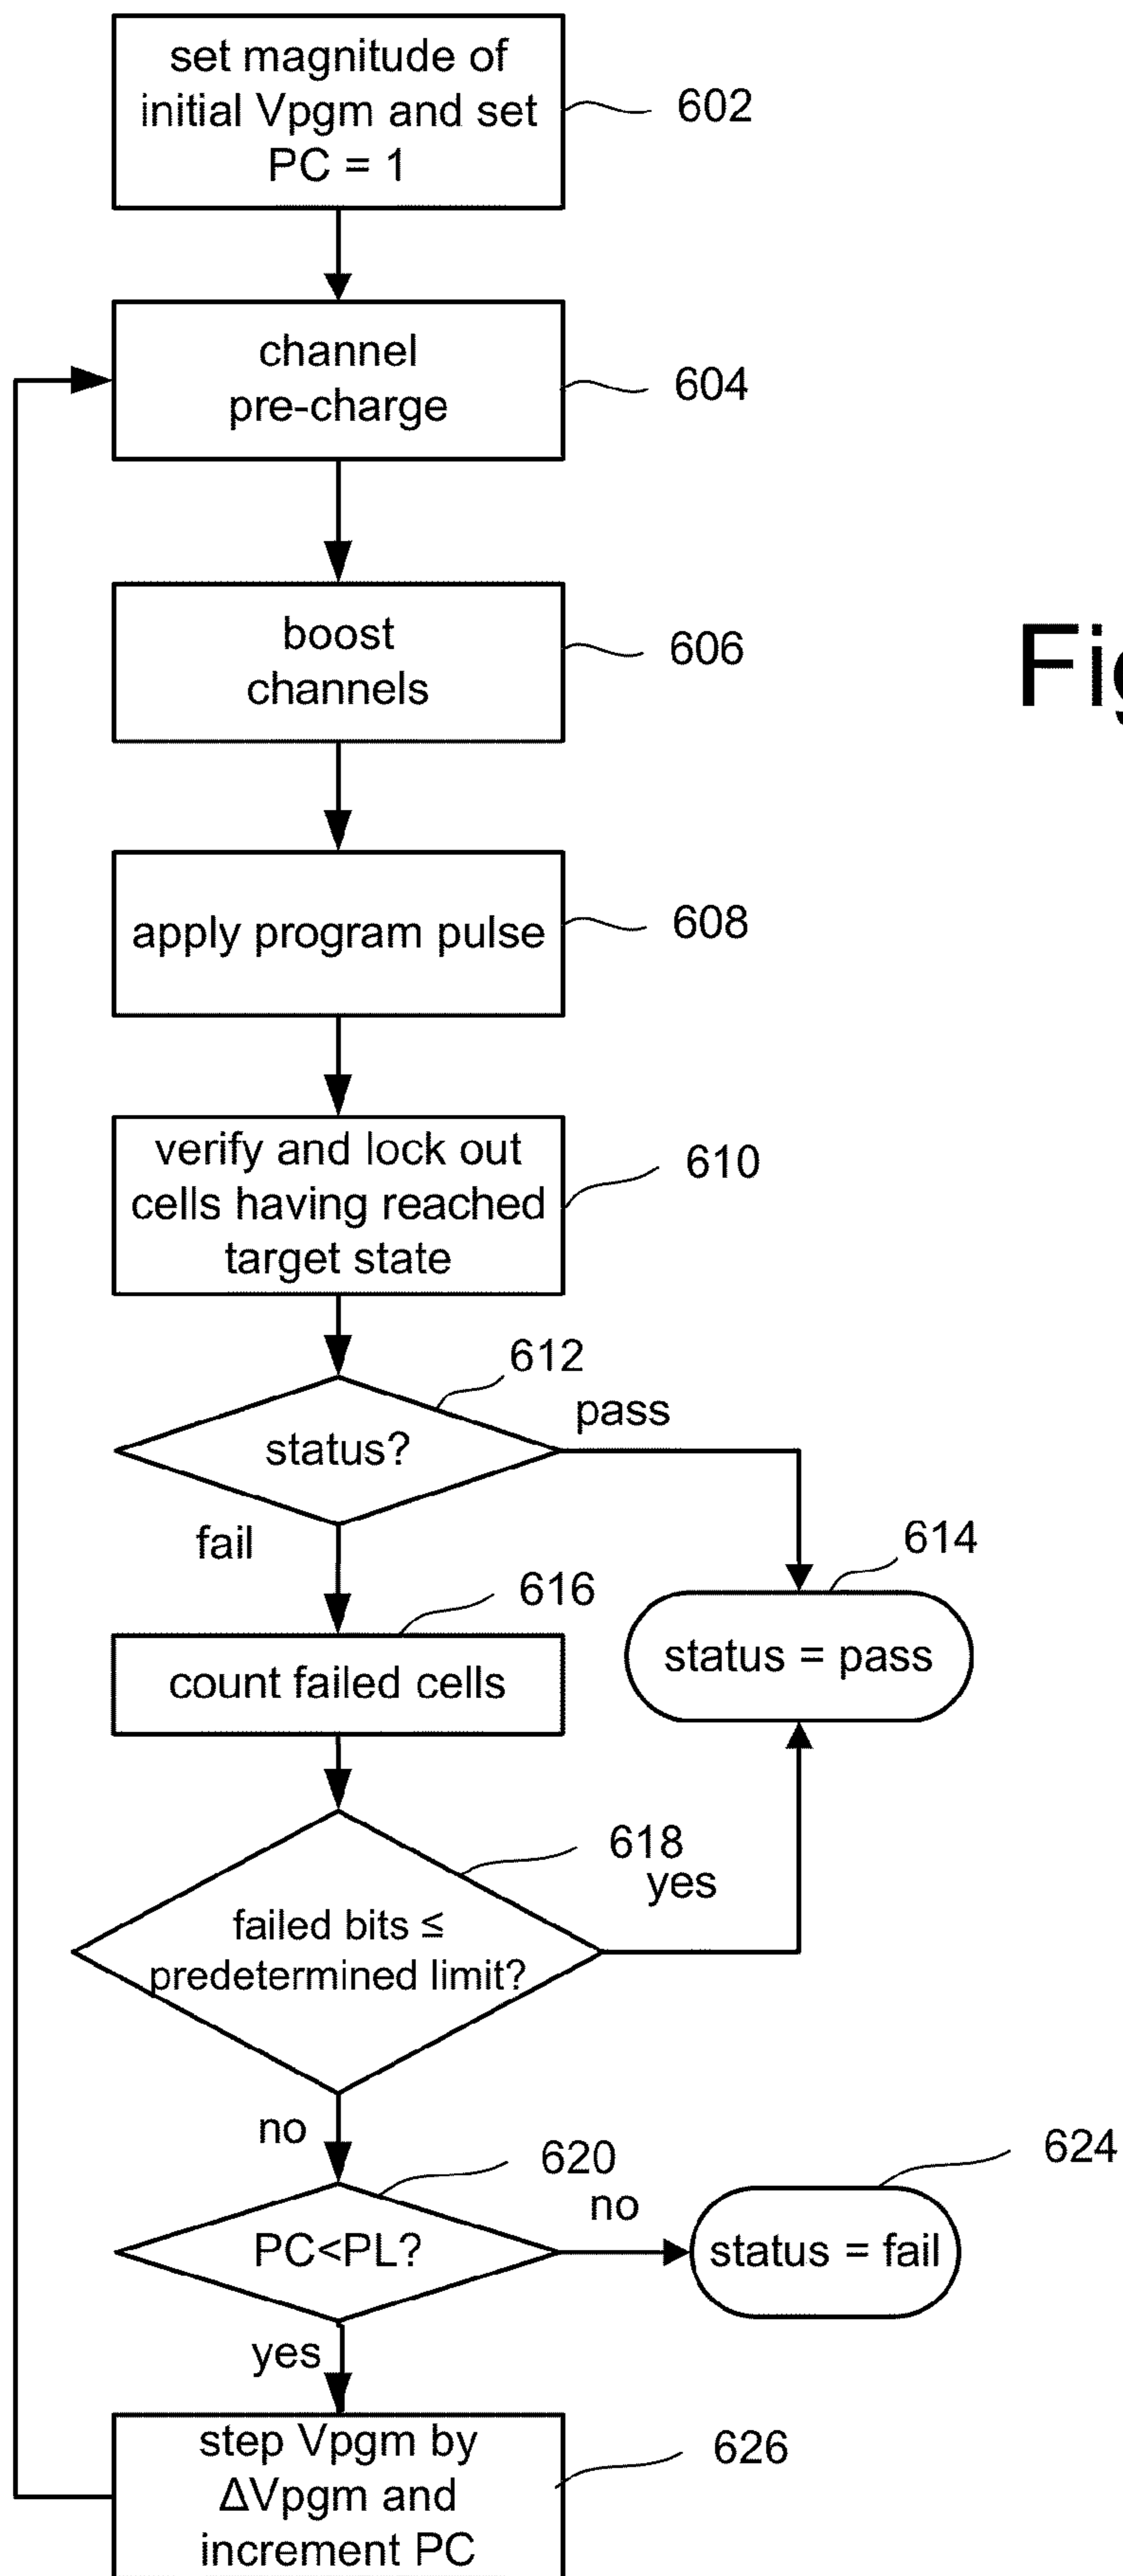 set magnitude of
initial Vpgm and set
PC = 1
602
channel
pre-charge
604
boost
channels
606
Fig
apply program pulse
608
verify and lock out
cells having reached
target state
610
612
status?
pass
fail
614
status = pass
616
count failed cells
618
yes
failed bits ≤
predetermined limit?
no
620
no
624
PC<PL?
status = fail
yes
step Vpgm by
ΔVpgm and
increment PC
626